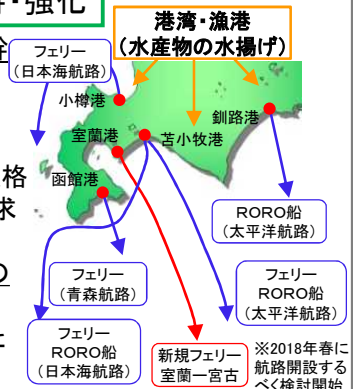 ・強化
港湾・漁港
(水産物の水揚げ)
フェリー
(日本海航路)
小樽港
釧路港
室蘭港
苫小牧港
格
函館港
求
RORO船
(太平洋航路)
の
フェリー
(青森航路)
フェリー
RORO船
(太平洋航路)
フェリー
RORO船
(日本海航路)
新規フェリー
室蘭ー宮古
※2018年春に
航路開設する
べく検討開始